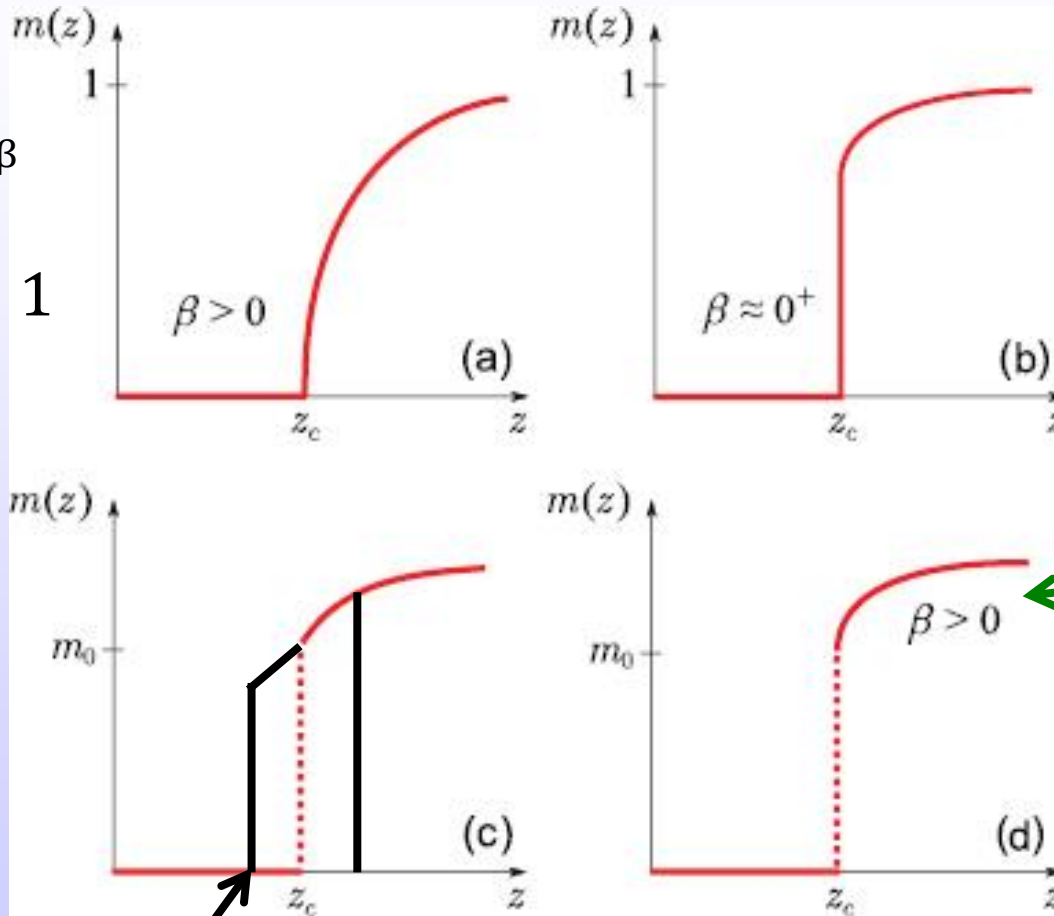 m(z)
1
β
1
β > 0
(a)
z_c
z
m(z)
1
β ≈ 0⁺
(b)
z_c
z
m(z)
m₀
(c)
z_c
z
m(z)
m₀
β > 0
(d)
z_c
z